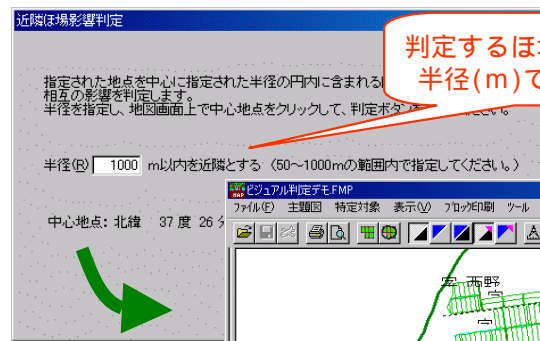 近隣ほ場影響判定
判定するほ
半径(m)で
指定された地点を中心に指定された半径の円内に含まれる
相互の影響を判定します。
半径を指定し、地図画面上で中心地点をクリックして、判定ボタン
半径(R) 1000 m以内を近隣とする (50~1000mの範囲内で指定してください。)
中心地点: 北緯 37 度 26
ビジュアル判定デモ.FMP
ファイル(F) 主題図 特定対象 表示(V) ブロック印刷 ツール
西野